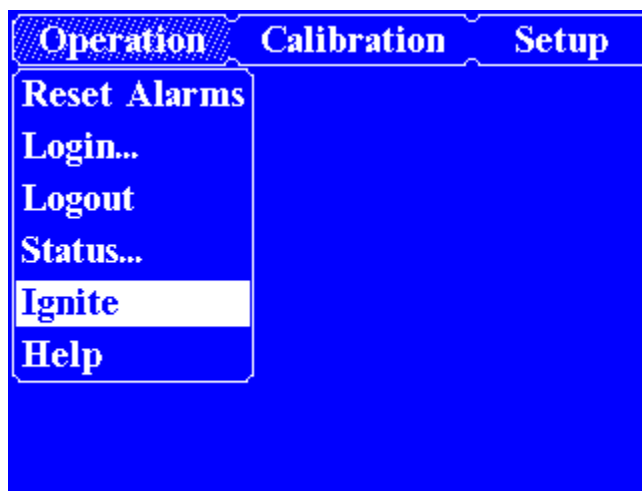 Operation Calibration Setup
Reset Alarms
Login...
Logout
Status...
Ignite
Help